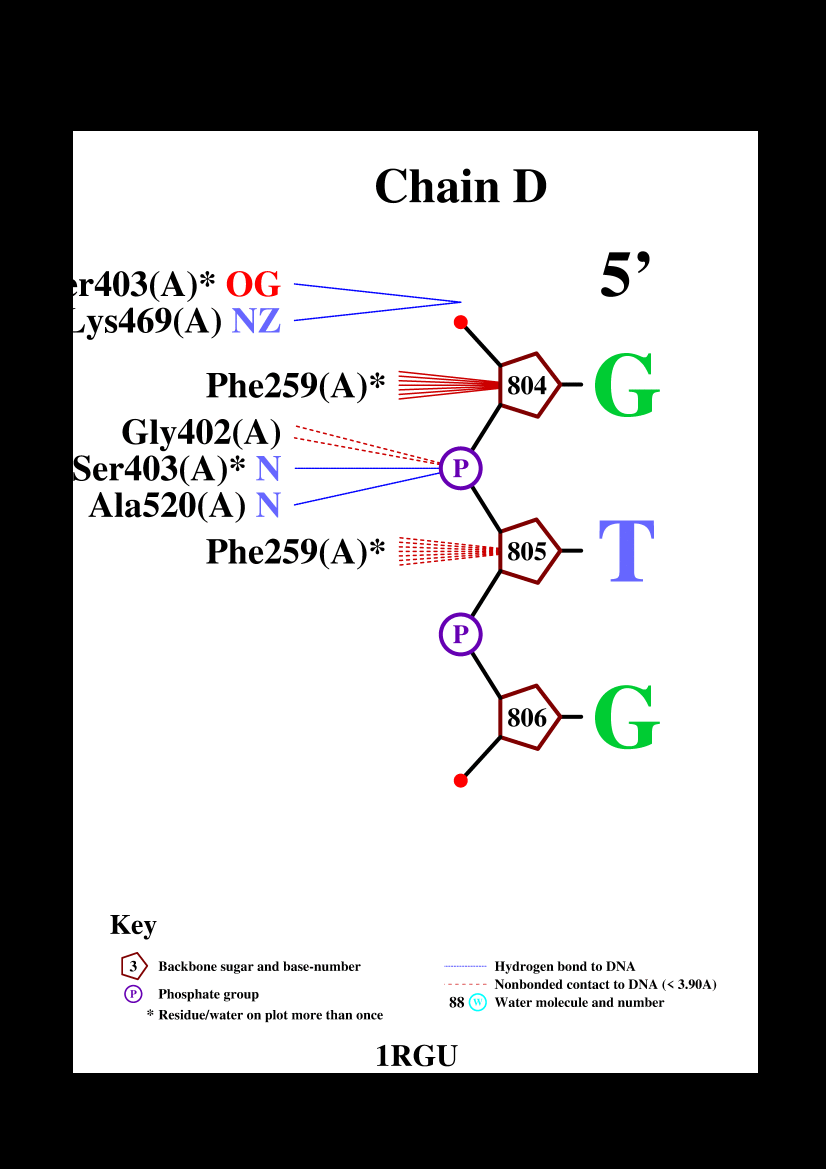 Chain D
5’
er403(A)* OG
Lys469(A) NZ
Phe259(A)* 804 G
Gly402(A)
Ser403(A)* N P
Ala520(A) N
Phe259(A)* 805 T
P
806 G
Key
3 Backbone sugar and base-number
P Phosphate group
* Residue/water on plot more than once
Hydrogen bond to DNA
Nonbonded contact to DNA (< 3.90A)
88 W Water molecule and number
1RGU